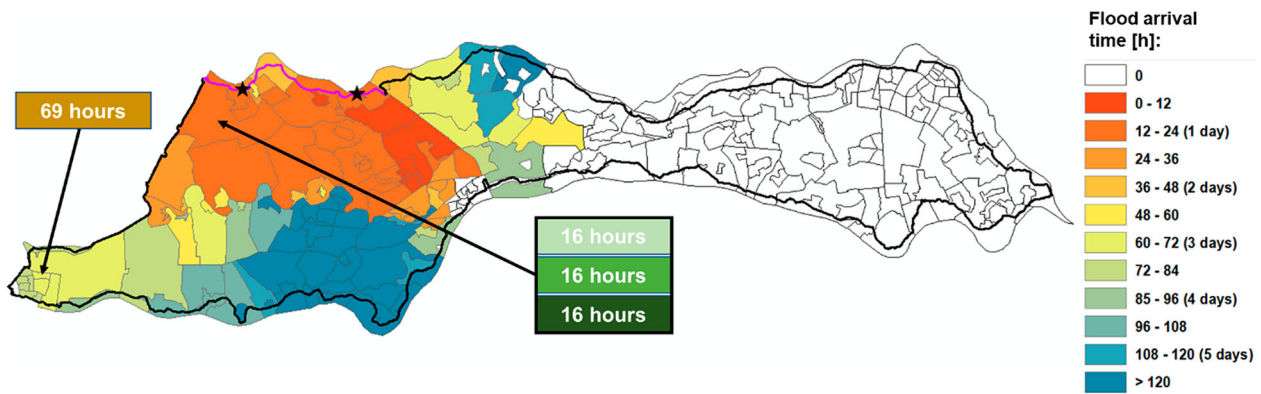 Flood arrival
time [h]:
0
0 - 12
12 - 24 (1 day)
24 - 36
36 - 48 (2 days)
48 - 60
60 - 72 (3 days)
72 - 84
85 - 96 (4 days)
96 - 108
108 - 120 (5 days)
> 120
69 hours
16 hours
16 hours
16 hours